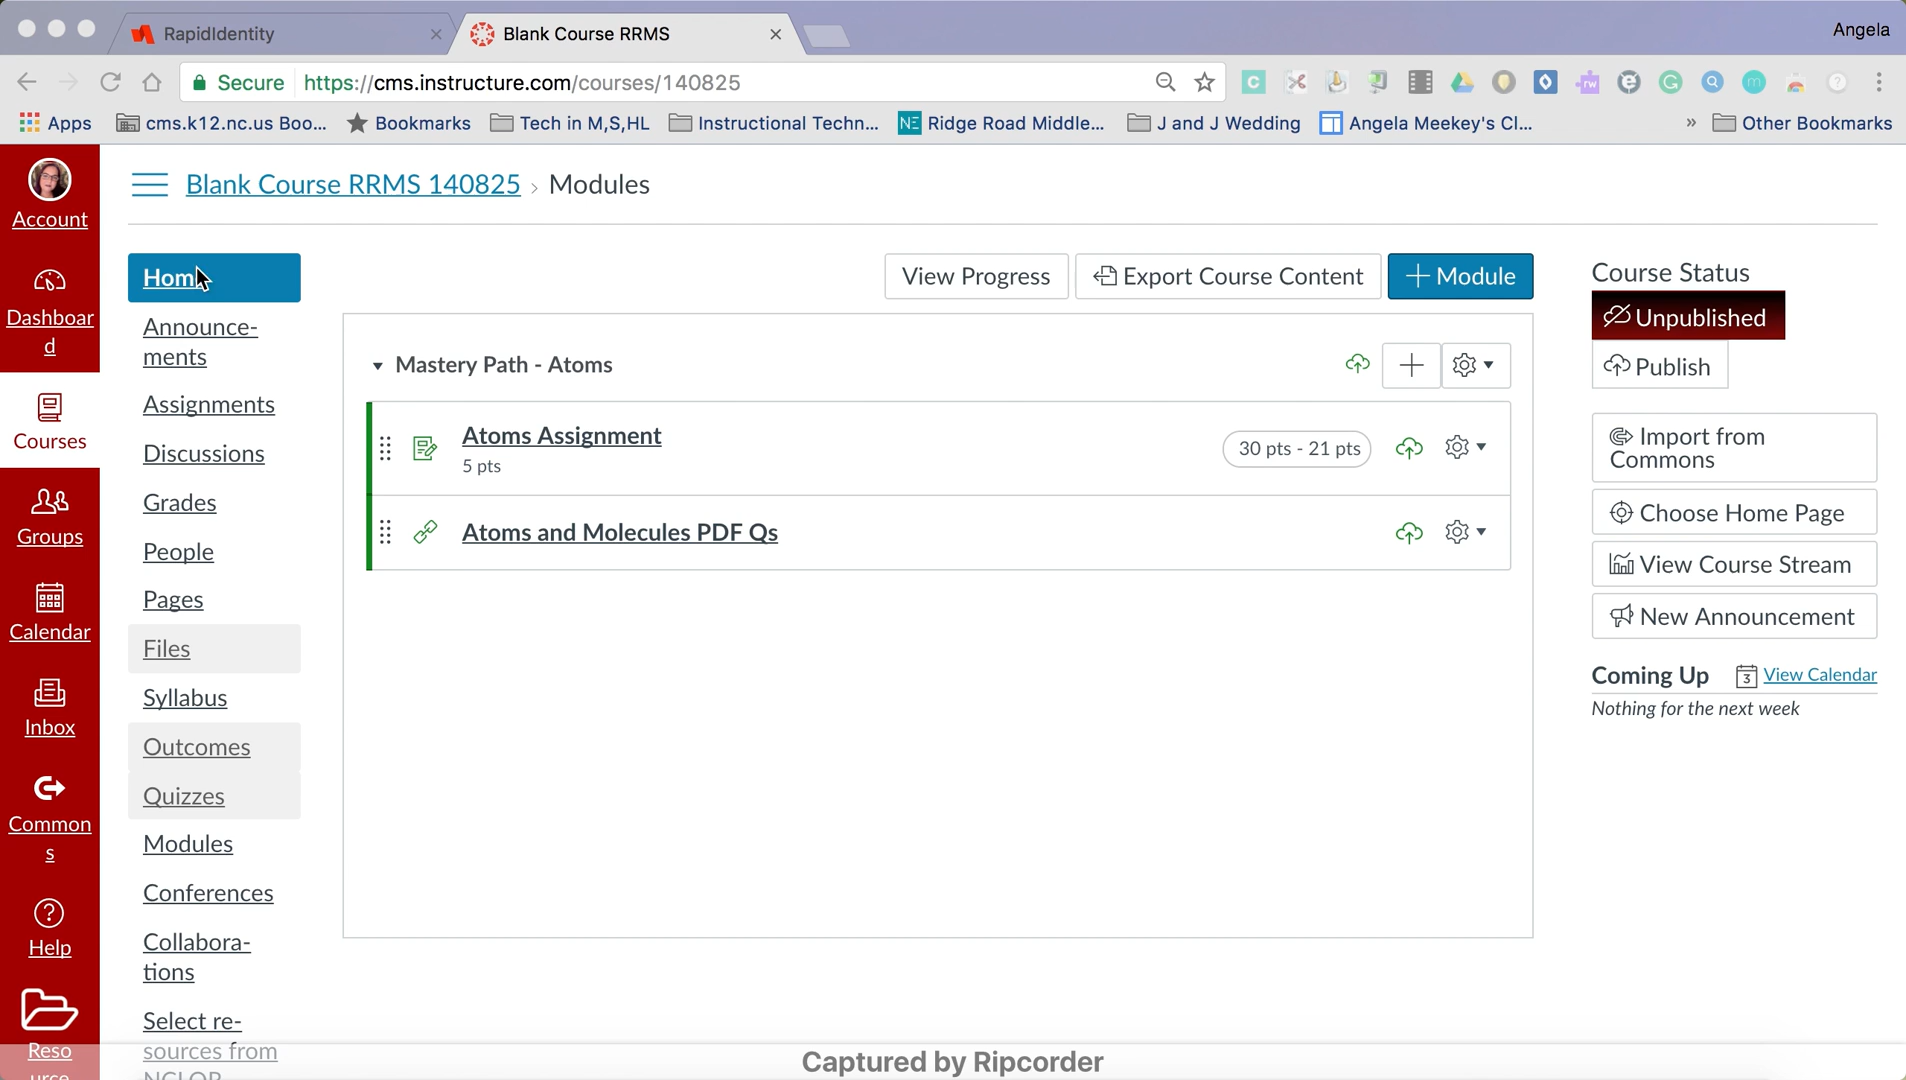 RapidIdentity
Blank Course RRMS
Angela
Secure
https://cms.instructure.com/courses/140825
Apps
cms.k12.nc.us Boo...
Bookmarks
Tech in M,S,HL
Instructional Techn...
NE
Ridge Road Middle...
J and J Wedding
Angela Meekey's Cl...
»
Other Bookmarks
Account
Dashboar
d
Courses
Groups
Calendar
Inbox
Common
s
Help
Reso
urce
Blank Course RRMS 140825 › Modules
Home
Announce-
ments
Assignments
Discussions
Grades
People
Pages
Files
Syllabus
Outcomes
Quizzes
Modules
Conferences
Collabora-
tions
Select re-
sources from
NCLOR
View Progress
Export Course Content
+ Module
Mastery Path - Atoms
Atoms Assignment
5 pts
30 pts - 21 pts
Atoms and Molecules PDF Qs
Course Status
Unpublished
Publish
Import from
Commons
Choose Home Page
View Course Stream
New Announcement
Coming Up
3
View Calendar
Nothing for the next week
Captured by Ripcorder